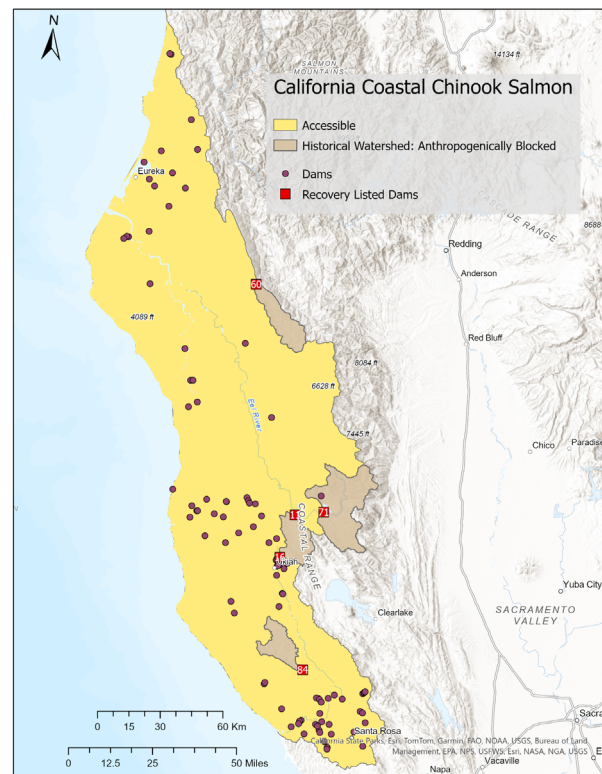 N
14134 ft
SALMON
MOUNTAINS
California Coastal Chinook Salmon
Accessible
Historical Watershed: Anthropogenically Blocked
Dams
Recovery Listed Dams
Eureka
CASCADE RANGE
8688
Redding
Anderson
60
4089 ft
Red Bluff
8084 ft
6628 ft
Eel River
7445 ft
Chico
Paradise
71
11
COASTAL RANGE
16
Ukiah
Yuba City
Clearlake
SACRAMENTO
VALLEY
84
0 15 30 60 Km
0 12.5 25 50 Miles
Santa Rosa
Sacra
California State Parks, Esri, TomTom, Garmin, FAO, NOAA, USGS, Bureau of Land
Management, EPA, NPS, USFWS, Esri, NASA, NGA, USGS
Napa
Vacaville
E